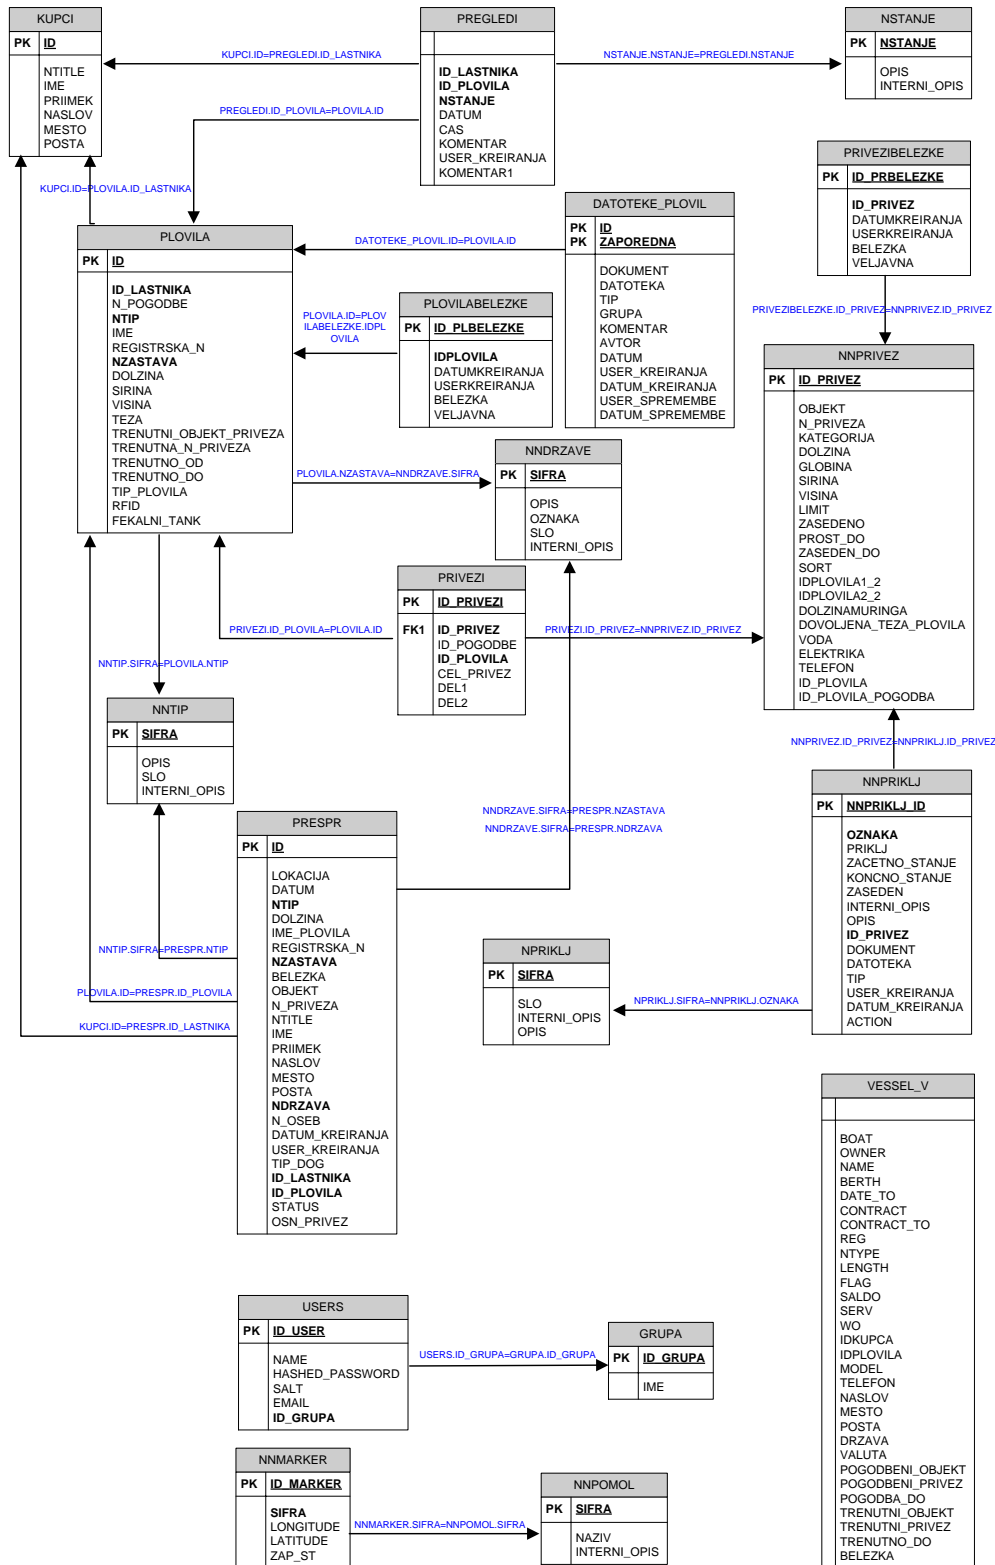 KUPCI
PK ID
NTITLE
IME
PRIIMEK
NASLOV
MESTO
POSTA
PREGLEDI
ID_LASTNIKA
ID_PLOVILA
NSTANJE
DATUM
CAS
KOMENTAR
USER_KREIRANJA
KOMENTAR1
NSTANJE
PK NSTANJE
OPIS
INTERNI_OPIS
KUPCI.ID=PREGLEDI.ID_LASTNIKA
NSTANJE.NSTANJE=PREGLEDI.NSTANJE
PREGLEDI.ID_PLOVILA=PLOVILA.ID
KUPCI.ID=PLOVILA.ID_LASTNIKA
PRIVEZIBELEZKE
PK ID_PRBELEZKE
ID_PRIVEZ
DATUMKREIRANJA
USERKREIRANJA
BELEZKA
VELJAVNA
PLOVILA
PK ID
ID_LASTNIKA
N_POGODBE
NTIP
IME
REGISTRSKA_N
NZASTAVA
DOLZINA
SIRINA
VISINA
TEZA
TRENUTNI_OBJEKT_PRIVEZA
TRENUTNA_N_PRIVEZA
TRENUTNO_OD
TRENUTNO_DO
TIP_PLOVILA
RFID
FEKALNI_TANK
DATOTEKE_PLOVIL
PK ID
PK ZAPOREDNA
DOKUMENT
DATOTEKA
TIP
GRUPA
KOMENTAR
AVTOR
DATUM
USER_KREIRANJA
DATUM_KREIRANJA
USER_SPREMEMBE
DATUM_SPREMEMBE
DATOTEKE_PLOVIL.ID=PLOVILA.ID
PLOVILABELEZKE
PK ID_PLBELEZKE
IDPLOVILA
DATUMKREIRANJA
USERKREIRANJA
BELEZKA
VELJAVNA
PLOVILA.ID=PLOV
ILABELEZKE.IDPL
OVILA
PRIVEZIBELEZKE.ID_PRIVEZ=NNPRIVEZ.ID_PRIVEZ
NNPRIVEZ
PK ID_PRIVEZ
OBJEKT
N_PRIVEZA
KATEGORIJA
DOLZINA
GLOBINA
SIRINA
VISINA
LIMIT
ZASEDENO
PROST_DO
ZASEDEN_DO
SORT
IDPLOVILA1_2
IDPLOVILA2_2
DOLZINAMURINGA
DOVOLJENA_TEZA_PLOVILA
VODA
ELEKTRIKA
TELEFON
ID_PLOVILA
ID_PLOVILA_POGODBA
NNDRZAVE
PK SIFRA
OPIS
OZNAKA
SLO
INTERNI_OPIS
PLOVILA.NZASTAVA=NNDRZAVE.SIFRA
PRIVEZI
PK ID_PRIVEZI
FK1 ID_PRIVEZ
ID_POGODBE
ID_PLOVILA
CEL_PRIVEZ
DEL1
DEL2
PRIVEZI.ID_PLOVILA=PLOVILA.ID
PRIVEZI.ID_PRIVEZ=NNPRIVEZ.ID_PRIVEZ
NNTIP.SIFRA=PLOVILA.NTIP
NNTIP
PK SIFRA
OPIS
SLO
INTERNI_OPIS
NNPRIVEZ.ID_PRIVEZ=NNPRIKLJ.ID_PRIVEZ
NNPRIKLJ
PK NNPRIKLJ_ID
OZNAKA
PRIKLJ
ZACETNO_STANJE
KONCNO_STANJE
ZASEDEN
INTERNI_OPIS
OPIS
ID_PRIVEZ
DOKUMENT
DATOTEKA
TIP
USER_KREIRANJA
DATUM_KREIRANJA
ACTION
PRESPR
PK ID
LOKACIJA
DATUM
NTIP
DOLZINA
IME_PLOVILA
REGISTRSKA_N
NZASTAVA
BELEZKA
OBJEKT
N_PRIVEZA
NTITLE
IME
PRIIMEK
NASLOV
MESTO
POSTA
NDRZAVA
N_OSEB
DATUM_KREIRANJA
USER_KREIRANJA
TIP_DOG
ID_LASTNIKA
ID_PLOVILA
STATUS
OSN_PRIVEZ
NNDRZAVE.SIFRA=PRESPR.NZASTAVA
NNDRZAVE.SIFRA=PRESPR.NDRZAVA
NNTIP.SIFRA=PRESPR.NTIP
PLOVILA.ID=PRESPR.ID_PLOVILA
KUPCI.ID=PRESPR.ID_LASTNIKA
NPRIKLJ
PK SIFRA
SLO
INTERNI_OPIS
OPIS
NPRIKLJ.SIFRA=NNPRIKLJ.OZNAKA
VESSEL_V
BOAT
OWNER
NAME
BERTH
DATE_TO
CONTRACT
CONTRACT_TO
REG
NTYPE
LENGTH
FLAG
SALDO
SERV
WO
IDKUPCA
IDPLOVILA
MODEL
TELEFON
NASLOV
MESTO
POSTA
DRZAVA
VALUTA
POGODBENI_OBJEKT
POGODBENI_PRIVEZ
POGODBA_DO
TRENUTNI_OBJEKT
TRENUTNI_PRIVEZ
TRENUTNO_DO
BELEZKA
USERS
PK ID_USER
NAME
HASHED_PASSWORD
SALT
EMAIL
ID_GRUPA
USERS.ID_GRUPA=GRUPA.ID_GRUPA
GRUPA
PK ID_GRUPA
IME
NNMARKER
PK ID_MARKER
SIFRA
LONGITUDE
LATITUDE
ZAP_ST
NNMARKER.SIFRA=NNPOMOL.SIFRA
NNPOMOL
PK SIFRA
NAZIV
INTERNI_OPIS